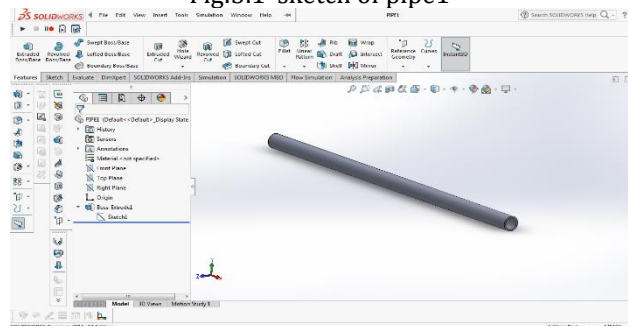 Fig.3.1 sketch of pipe1
SOLIDWORKS File Edit View Insert Tools Simulation Window Help PIPE1 Search SOLIDWORKS Help
Extruded Boss/Base Revolved Boss/Base Swept Boss/Base Lofted Boss/Base Boundary Boss/Base Extruded Cut Hole Wizard Revolved Cut Swept Cut Lofted Cut Boundary Cut Fillet Linear Pattern Rib Draft Shell Wrap Intersect Mirror Reference Geometry Curves Instant3D
Features Sketch Evaluate DimXpert SOLIDWORKS Add-Ins Simulation SOLIDWORKS MBD Flow Simulation Analysis Preparation
PIPE1 (Default<<Default>_Display State
History
Sensors
Annotations
Material <not specified>
Front Plane
Top Plane
Right Plane
Origin
Boss-Extrude1
Sketch1
Model 3D Views Motion Study 1